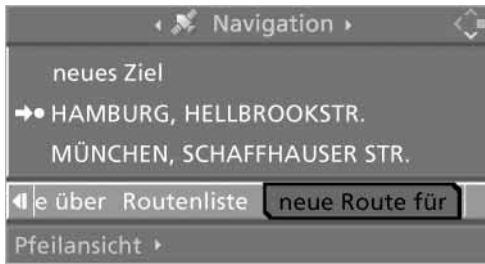 Navigation
neues Ziel
HAMBURG, HELLBROOKSTR.
MÜNCHEN, SCHAFFHAUSER STR.
e über Routenliste neue Route für
Pfeilansicht